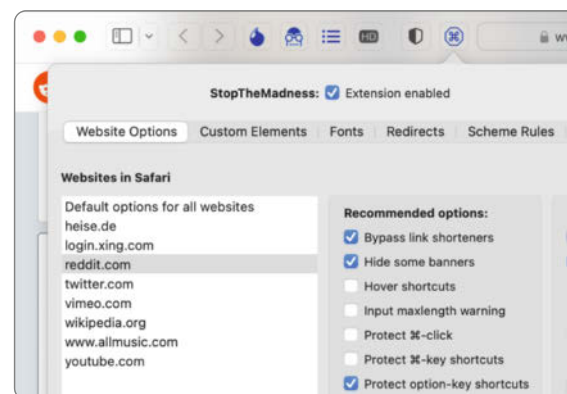 HD
w
StopTheMadness: Extension enabled
Website Options Custom Elements Fonts Redirects Scheme Rules
Websites in Safari
Default options for all websites
heise.de
login.xing.com
reddit.com
twitter.com
vimeo.com
wikipedia.org
www.allmusic.com
youtube.com
Recommended options:
Bypass link shorteners
Hide some banners
Hover shortcuts
Input maxlength warning
Protect ⌘-click
Protect ⌘-key shortcuts
Protect option-key shortcuts